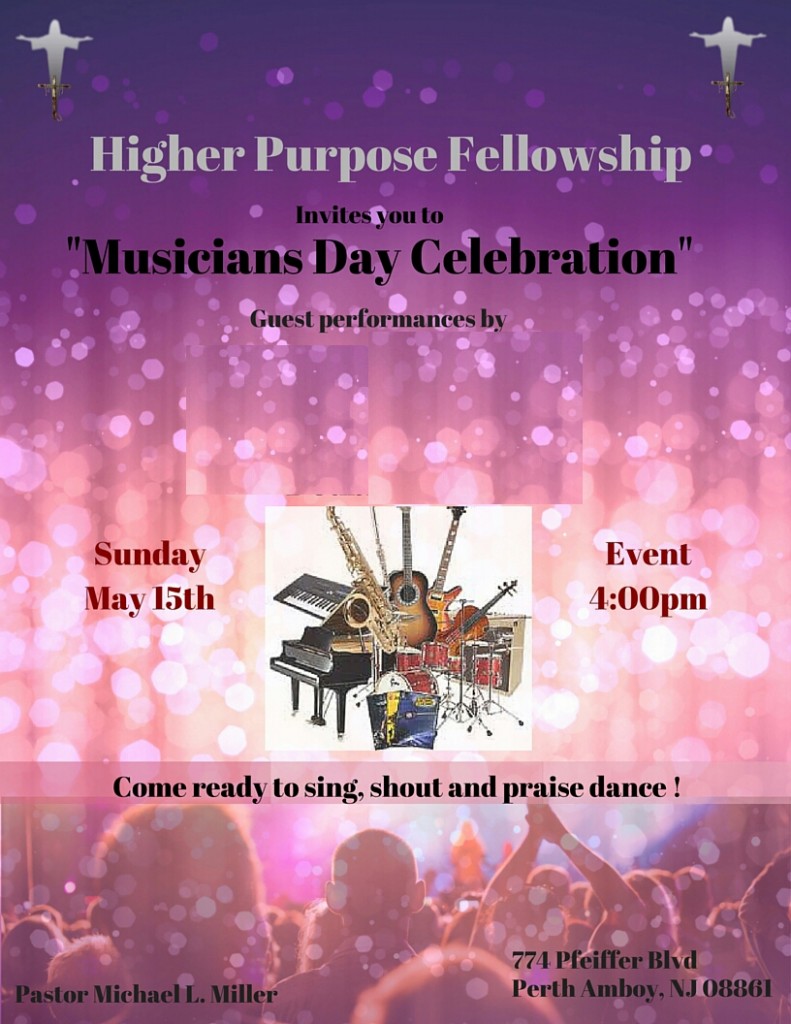 Higher Purpose Fellowship
Invites you to
"Musicians Day Celebration"
Guest performances by
Sunday
May 15th
Event
4:00pm
Come ready to sing, shout and praise dance !
Pastor Michael L. Miller
774 Pfeiffer Blvd
Perth Amboy, NJ 08861